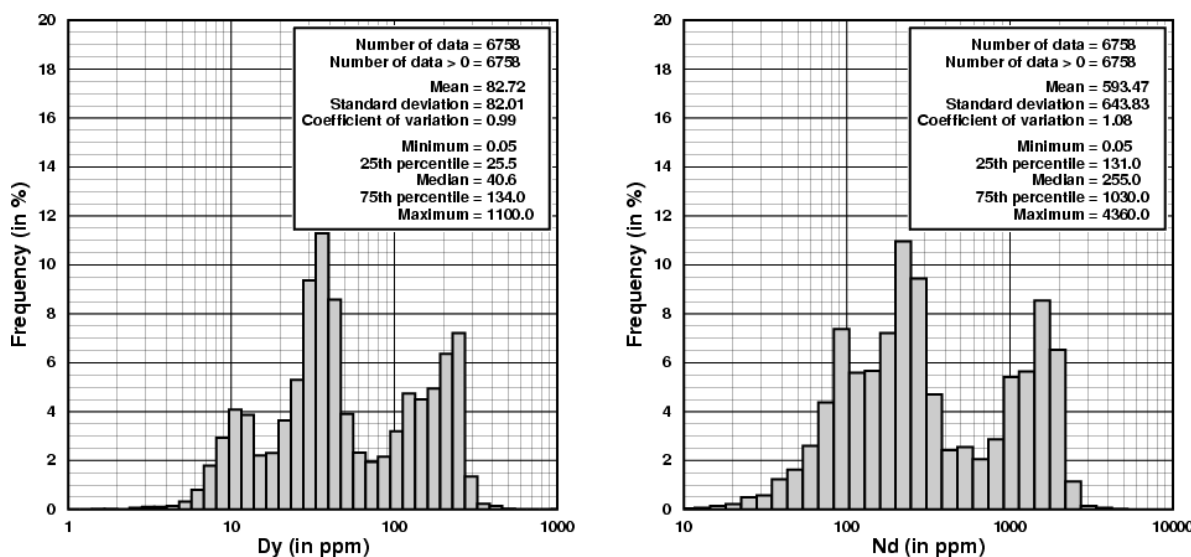 20
18
16
14
12
10
8
6
4
2
0
Frequency (in %)
Number of data = 6758
Number of data > 0 = 6758
Mean = 82.72
Standard deviation = 82.01
Coefficient of variation = 0.99
Minimum = 0.05
25th percentile = 25.5
Median = 40.6
75th percentile = 134.0
Maximum = 1100.0
1 10 100 1000
Dy (in ppm)
20
18
16
14
12
10
8
6
4
2
0
Frequency (in %)
Number of data = 6758
Number of data > 0 = 6758
Mean = 593.47
Standard deviation = 643.83
Coefficient of variation = 1.08
Minimum = 0.05
25th percentile = 131.0
Median = 255.0
75th percentile = 1030.0
Maximum = 4360.0
10 100 1000 10000
Nd (in ppm)